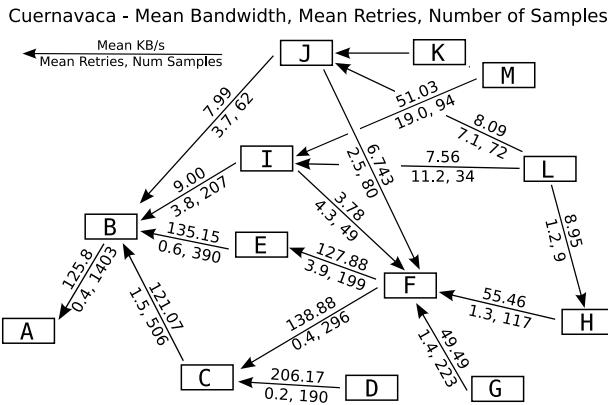 Cuernavaca - Mean Bandwidth, Mean Retries, Number of Samples
Mean KB/s
Mean Retries, Num Samples
J
K
M
7.99
3.7, 62
51.03
19.0, 94
8.09
7.1, 72
I
6.743
2.5, 80
7.56
11.2, 34
L
9.00
3.8, 207
3.78
4.3, 49
8.95
1.2, 9
B
135.15
0.6, 390
E
127.88
3.9, 199
F
125.8
0.4, 1403
121.07
1.5, 506
138.88
0.4, 296
55.46
1.3, 117
H
A
49.49
1.4, 223
C
206.17
0.2, 190
D
G